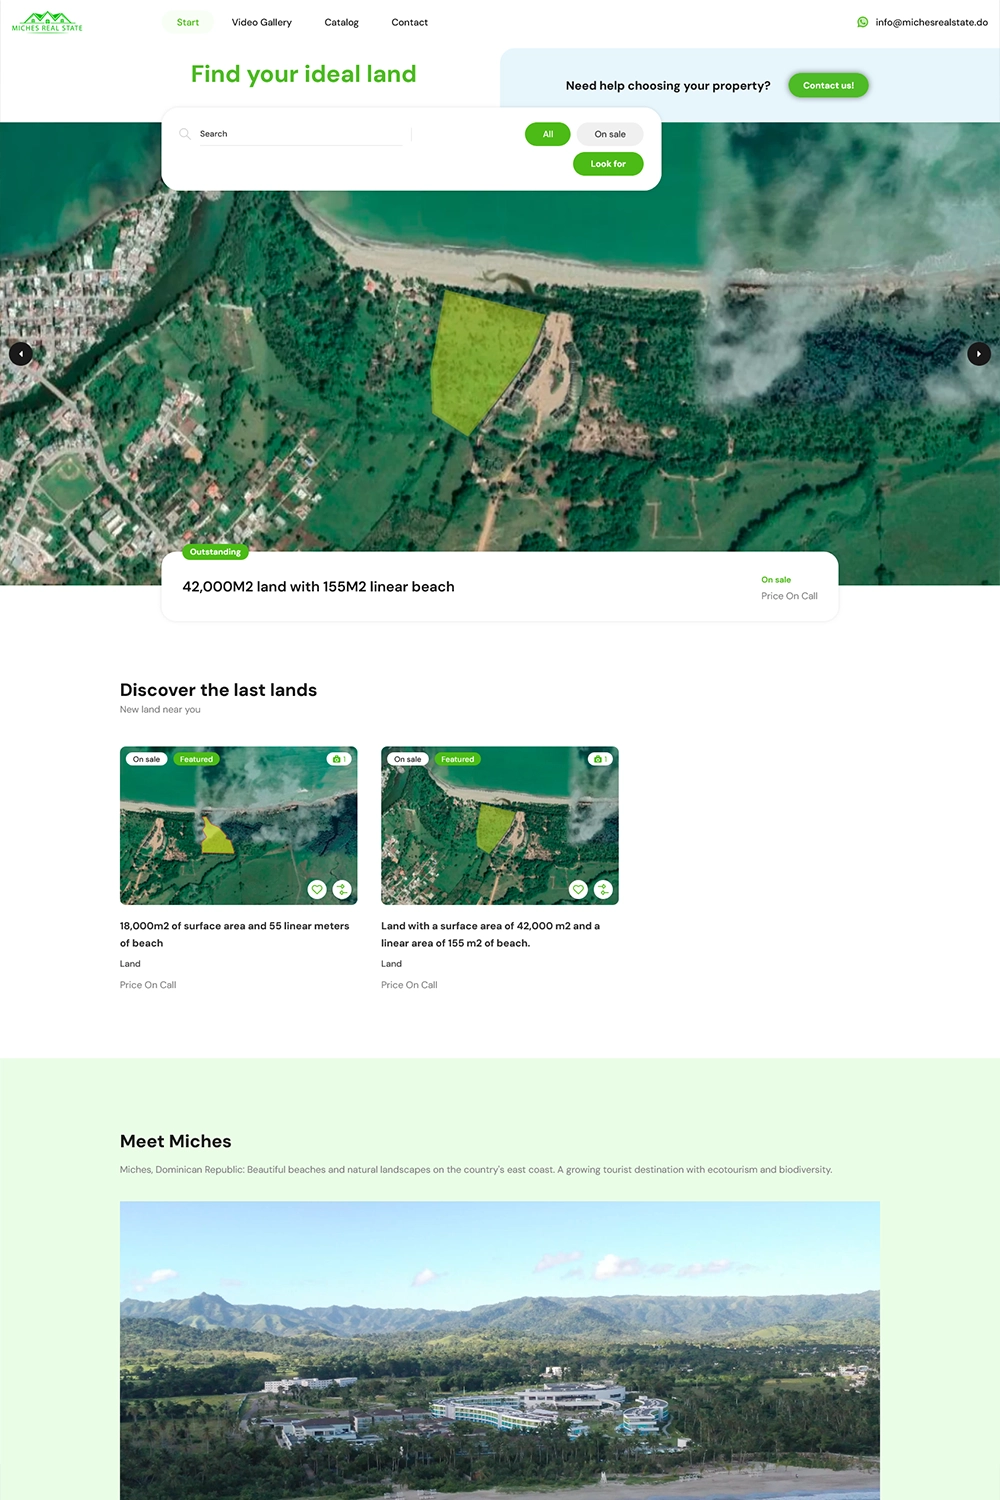 MICHES REAL STATE
Start
Video Gallery
Catalog
Contact
info@michesrealstate.do
Find your ideal land
Need help choosing your property?
Contact us!
Search
All
On sale
Look for
Outstanding
42,000M2 land with 155M2 linear beach
On sale
Price On Call
Discover the last lands
New land near you
On sale
Featured
1
On sale
Featured
1
18,000m2 of surface area and 55 linear meters
of beach
Land
Price On Call
Land with a surface area of 42,000 m2 and a
linear area of 155 m2 of beach.
Land
Price On Call
Meet Miches
Miches, Dominican Republic: Beautiful beaches and natural landscapes on the country's east coast. A growing tourist destination with ecotourism and biodiversity.